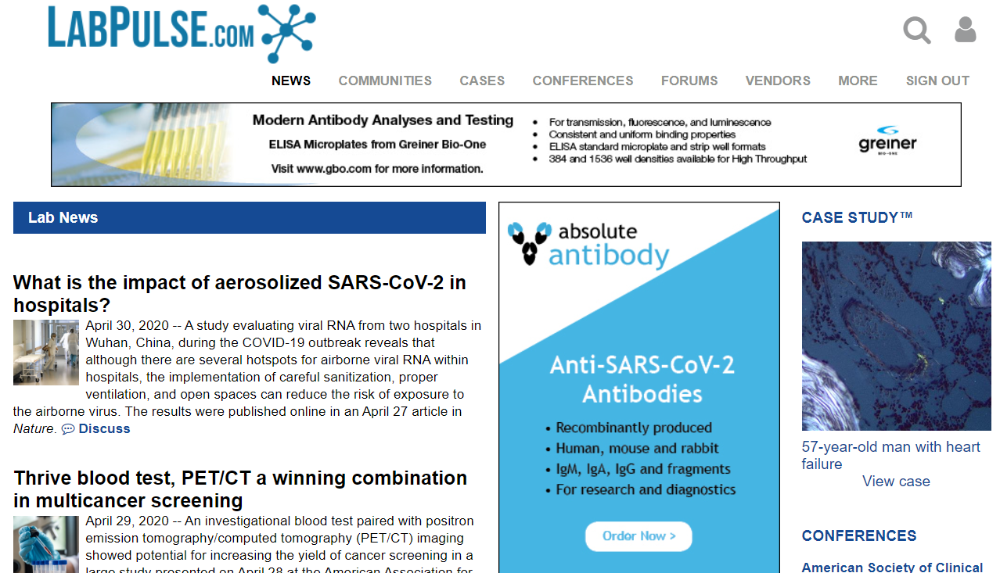 LABPULSE.COM
NEWS COMMUNITIES CASES CONFERENCES FORUMS VENDORS MORE SIGN OUT
Modern Antibody Analyses and Testing
ELISA Microplates from Greiner Bio-One
Visit www.gbo.com for more information.
• For transmission, fluorescence, and luminescence
• Consistent and uniform binding properties
• ELISA standard microplate and strip well formats
• 384 and 1536 well densities available for High Throughput
greiner
BIO-ONE
Lab News
What is the impact of aerosolized SARS-CoV-2 in
hospitals?
April 30, 2020 -- A study evaluating viral RNA from two hospitals in
Wuhan, China, during the COVID-19 outbreak reveals that
although there are several hotspots for airborne viral RNA within
hospitals, the implementation of careful sanitization, proper
ventilation, and open spaces can reduce the risk of exposure to
the airborne virus. The results were published online in an April 27 article in
Nature. Discuss
Thrive blood test, PET/CT a winning combination
in multicancer screening
April 29, 2020 -- An investigational blood test paired with positron
emission tomography/computed tomography (PET/CT) imaging
showed potential for increasing the yield of cancer screening in a
large study presented on April 28 at the American Association for
absolute
antibody
Anti-SARS-CoV-2
Antibodies
• Recombinantly produced
• Human, mouse and rabbit
• IgM, IgA, IgG and fragments
• For research and diagnostics
Order Now >
CASE STUDY™
57-year-old man with heart
failure
View case
CONFERENCES
American Society of Clinical